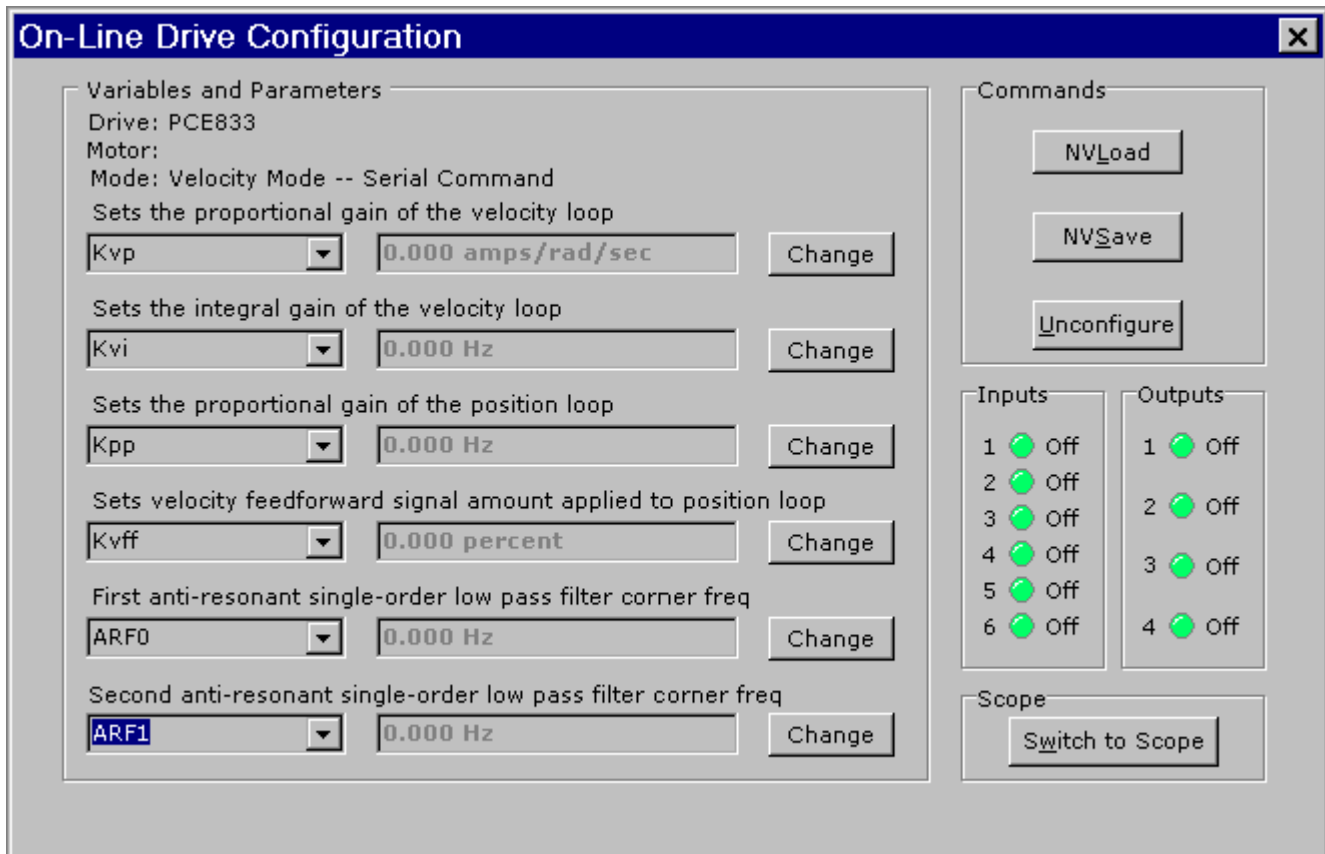 On-Line Drive Configuration
Variables and Parameters
Drive: PCE833
Motor:
Mode: Velocity Mode -- Serial Command
Sets the proportional gain of the velocity loop
Kvp 0.000 amps/rad/sec Change
Sets the integral gain of the velocity loop
Kvi 0.000 Hz Change
Sets the proportional gain of the position loop
Kpp 0.000 Hz Change
Sets velocity feedforward signal amount applied to position loop
Kvff 0.000 percent Change
First anti-resonant single-order low pass filter corner freq
ARF0 0.000 Hz Change
Second anti-resonant single-order low pass filter corner freq
ARF1 0.000 Hz Change
Commands
NVLoad
NVSave
Unconfigure
Inputs
1 Off
2 Off
3 Off
4 Off
5 Off
6 Off
Outputs
1 Off
2 Off
3 Off
4 Off
Scope
Switch to Scope